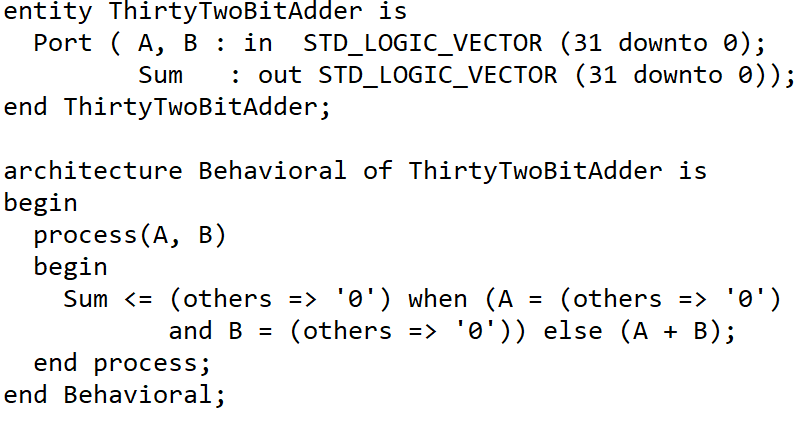 entity ThirtyTwoBitAdder is
  Port ( A, B : in  STD_LOGIC_VECTOR (31 downto 0);
         Sum   : out STD_LOGIC_VECTOR (31 downto 0));
end ThirtyTwoBitAdder;

architecture Behavioral of ThirtyTwoBitAdder is
begin
  process(A, B)
  begin
    Sum <= (others => '0') when (A = (others => '0')
           and B = (others => '0')) else (A + B);
  end process;
end Behavioral;